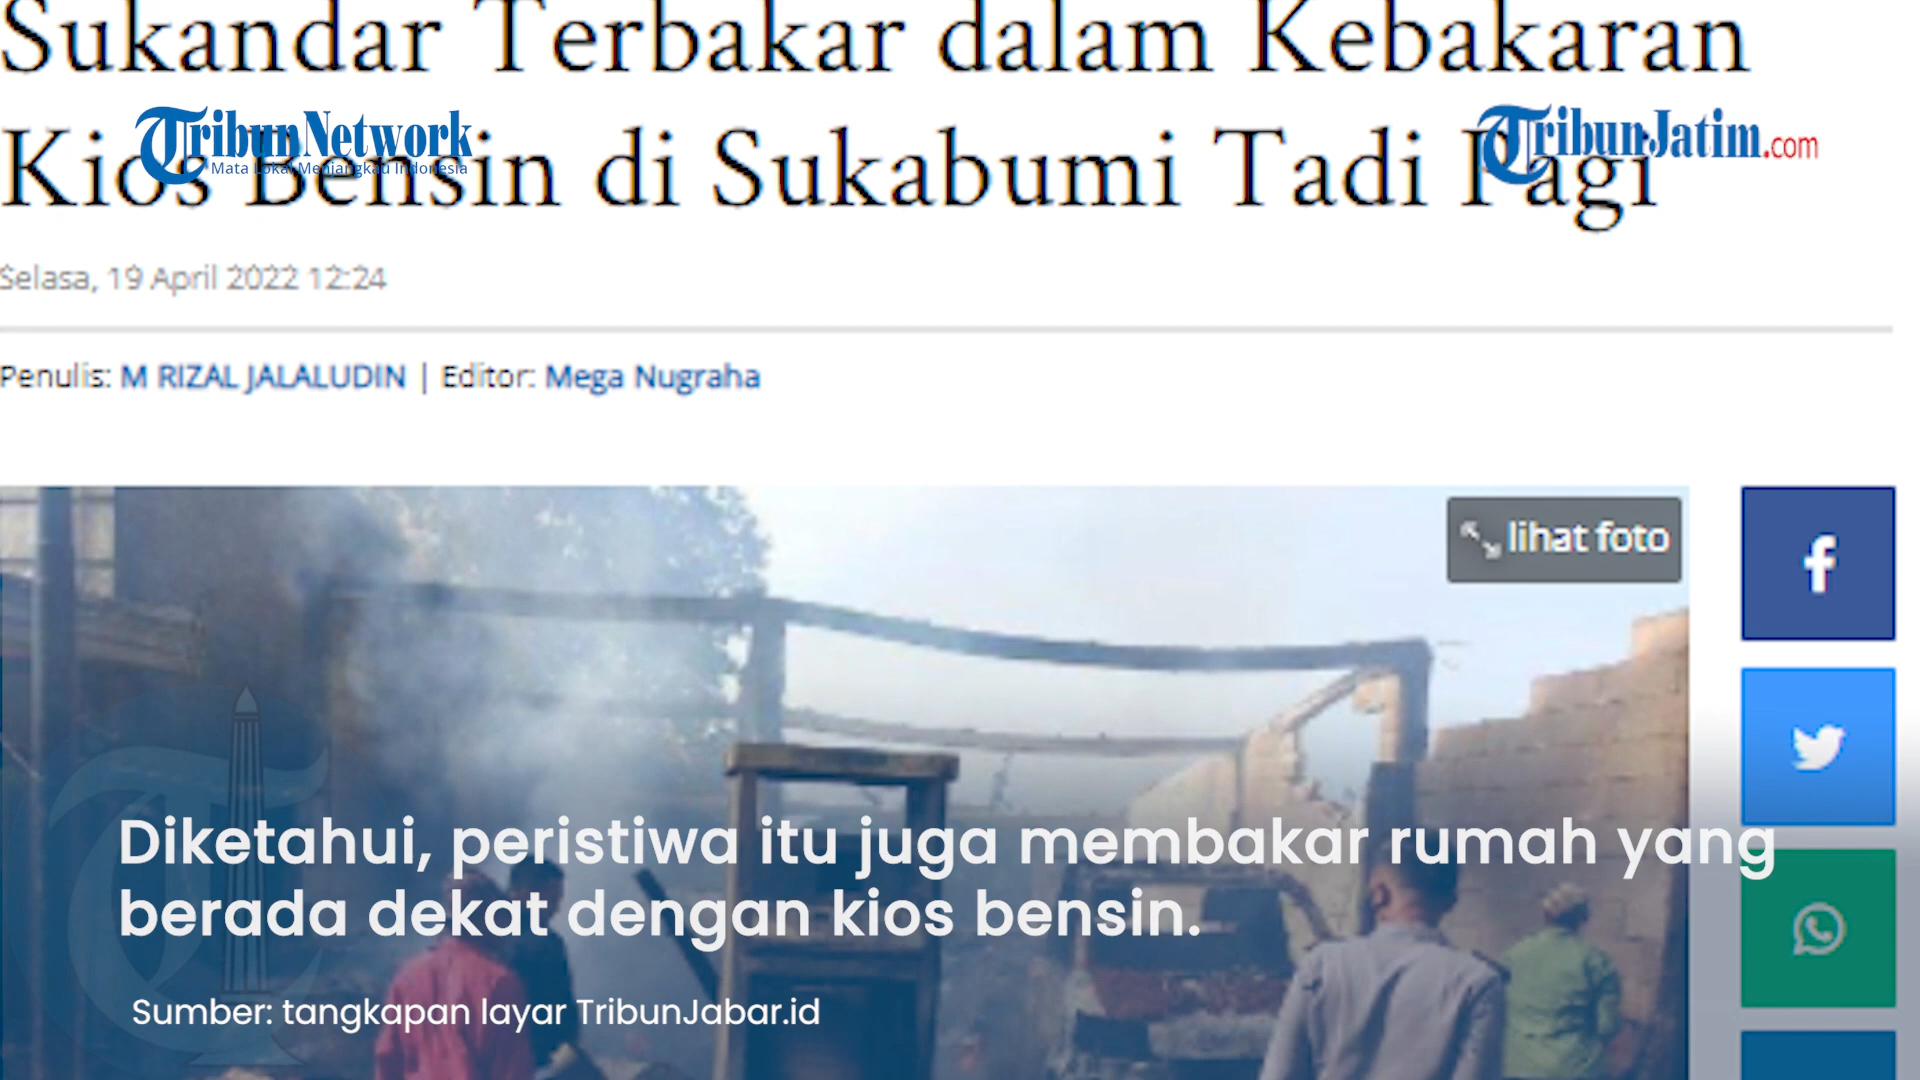 Sukandar Terbakar dalam Kebakaran
Kios Bensin di Sukabumi Tadi Pagi
Tribun Network
Mata Lokal Menjangkau Indonesia
TribunJatim.com
Selasa, 19 April 2022 12:24
Penulis: M RIZAL JALALUDIN | Editor: Mega Nugraha
lihat foto
Diketahui, peristiwa itu juga membakar rumah yang
berada dekat dengan kios bensin.
Sumber: tangkapan layar TribunJabar.id